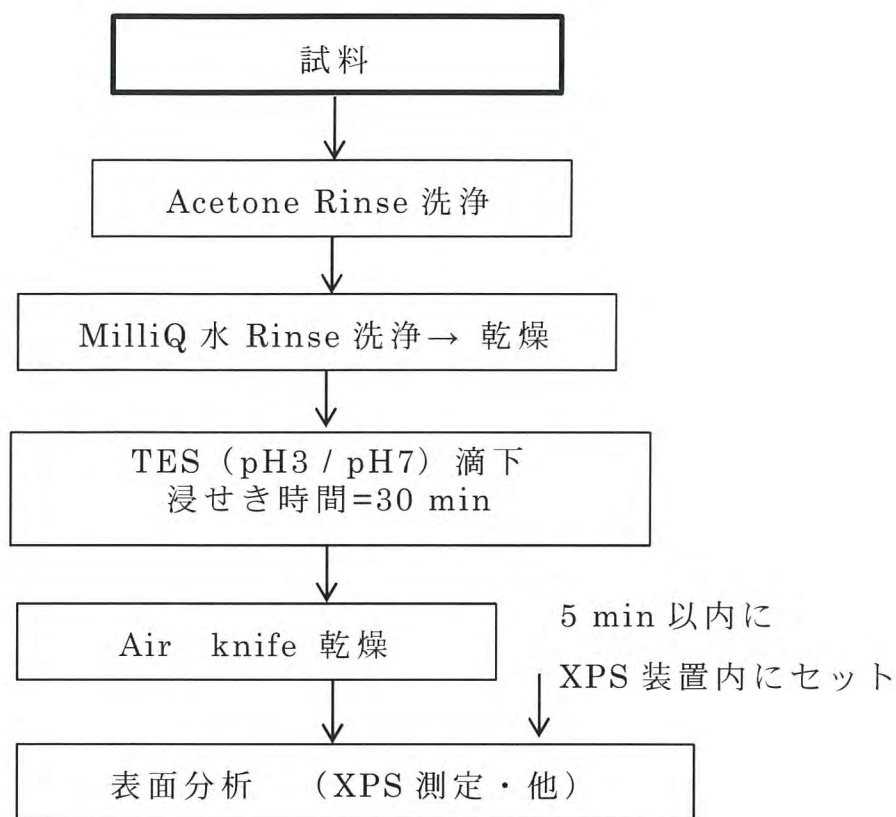 試料
Acetone Rinse 洗浄
MilliQ 水 Rinse 洗浄→ 乾燥
TES（pH3 / pH7）滴下
浸せき時間=30 min
Air knife 乾燥
5 min 以内に
XPS 装置内にセット
表面分析 （XPS 測定・他）